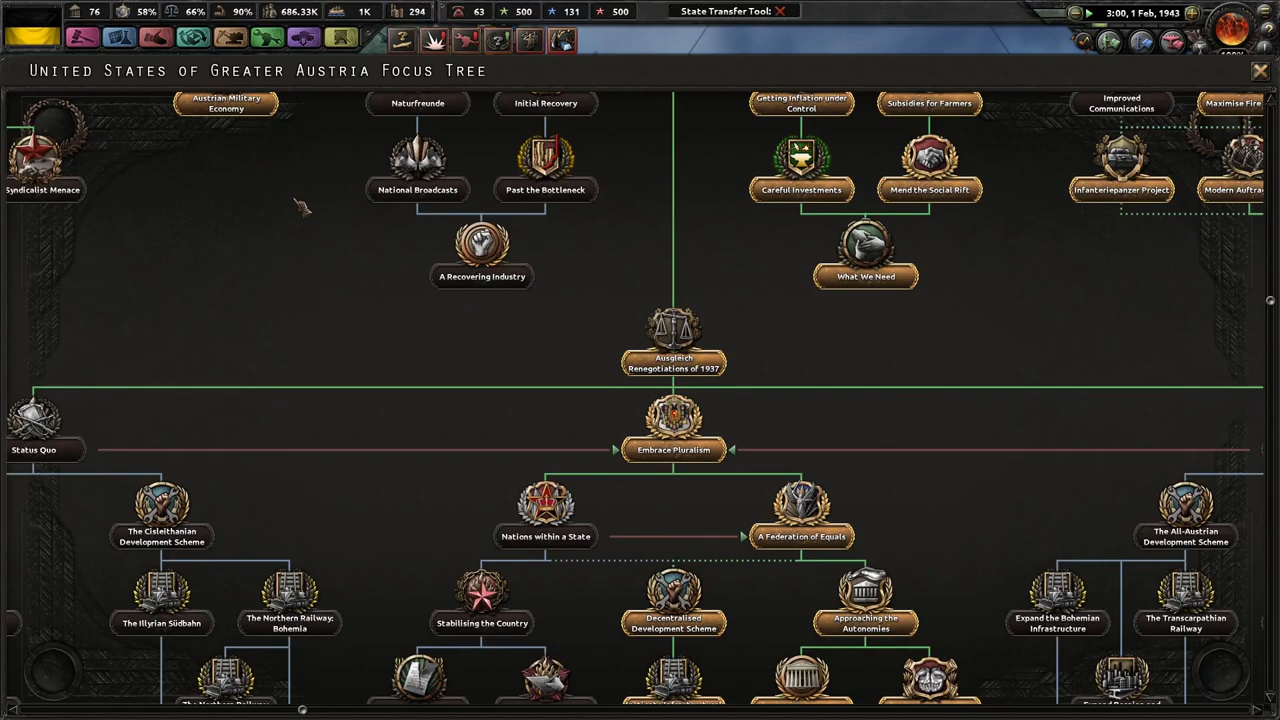 76 58% 66% 90% 686.33K 1K 294 63 500 131 500 State Transfer Tool: 3:00, 1 Feb, 1943
United States of Greater Austria Focus Tree
Austrian Military
Economy
Naturfreunde
Initial Recovery
Getting Inflation under
Control
Subsidies for Farmers
Improved
Communications
Maximise Fire
Syndicalist Menace
National Broadcasts
Past the Bottleneck
Careful Investments
Mend the Social Rift
Infanteriepanzer Project
Modern Auftra
A Recovering Industry
What We Need
Ausgleich
Renegotiations of 1937
Status Quo
Embrace Pluralism
The Cisleithanian
Development Scheme
Nations within a State
A Federation of Equals
The All-Austrian
Development Scheme
The Illyrian Südbahn
The Northern Railway:
Bohemia
Stabilising the Country
Decentralised
Development Scheme
Approaching the
Autonomies
Expand the Bohemian
Infrastructure
The Transcarpathian
Railway
The Northern Railway